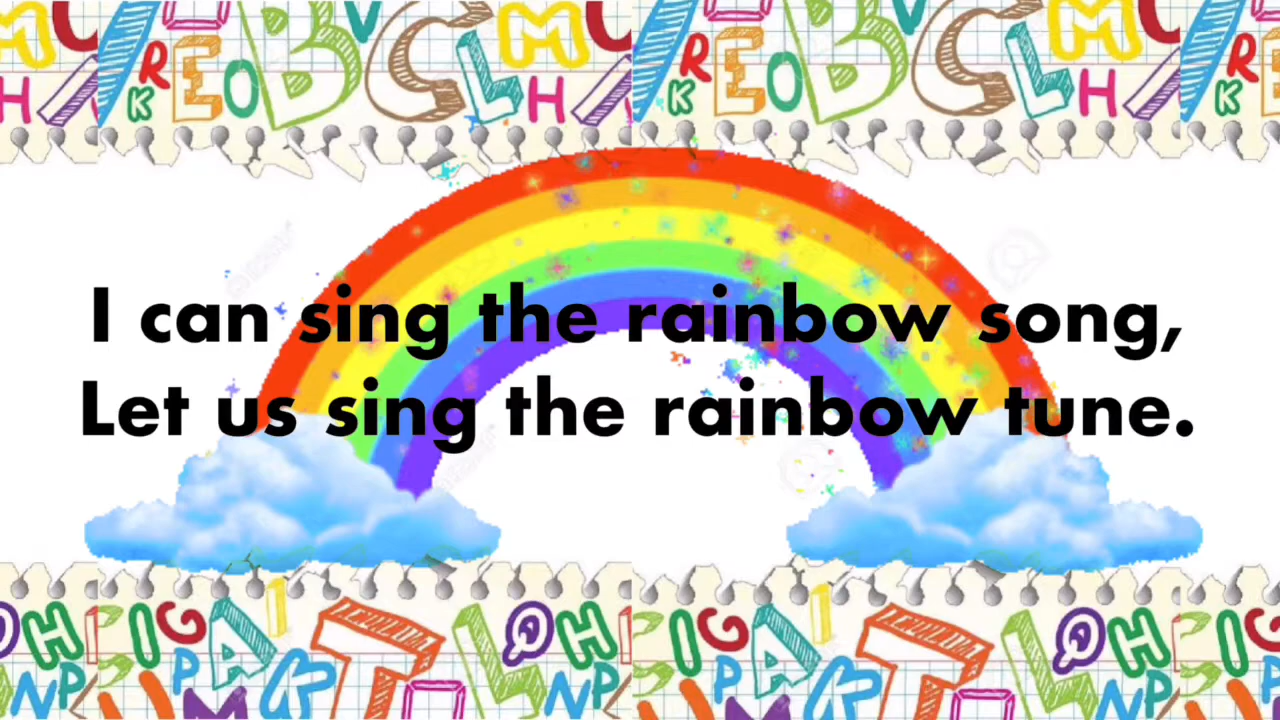 I can sing the rainbow song,
Let us sing the rainbow tune.